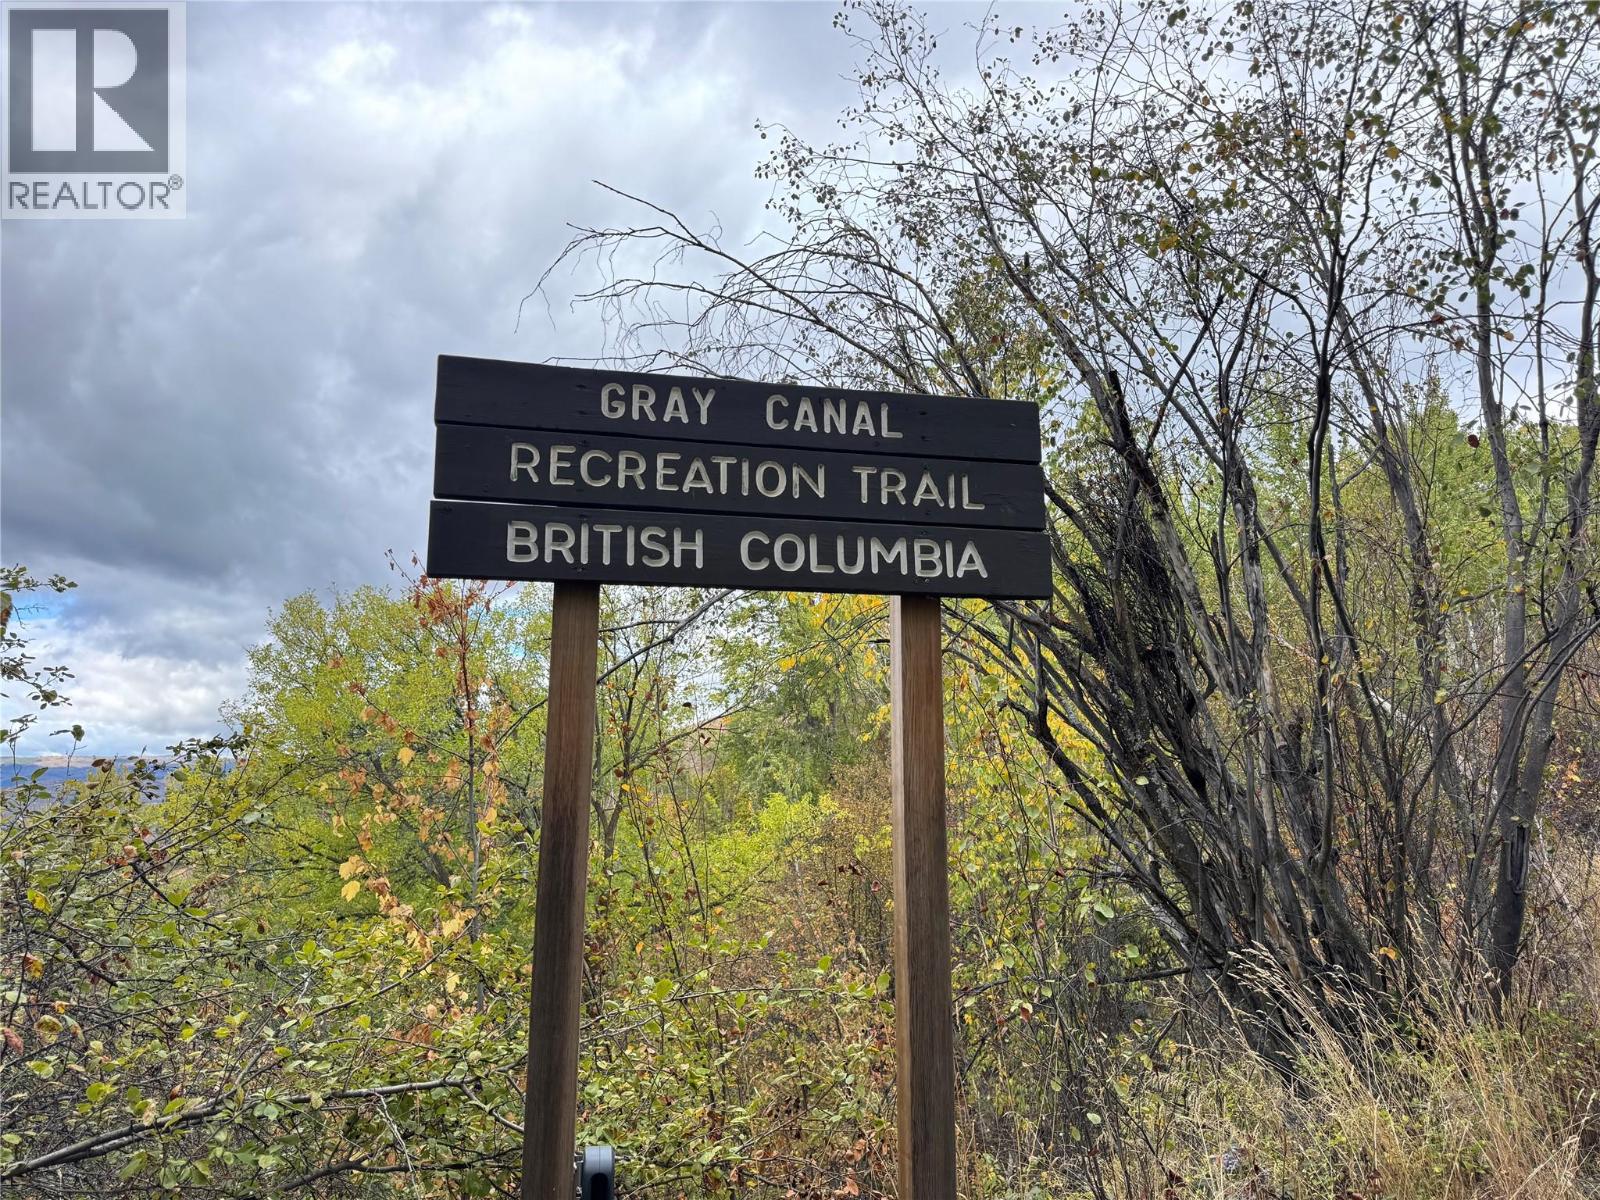 R
REALTOR®
GRAY CANAL
RECREATION TRAIL
BRITISH COLUMBIA